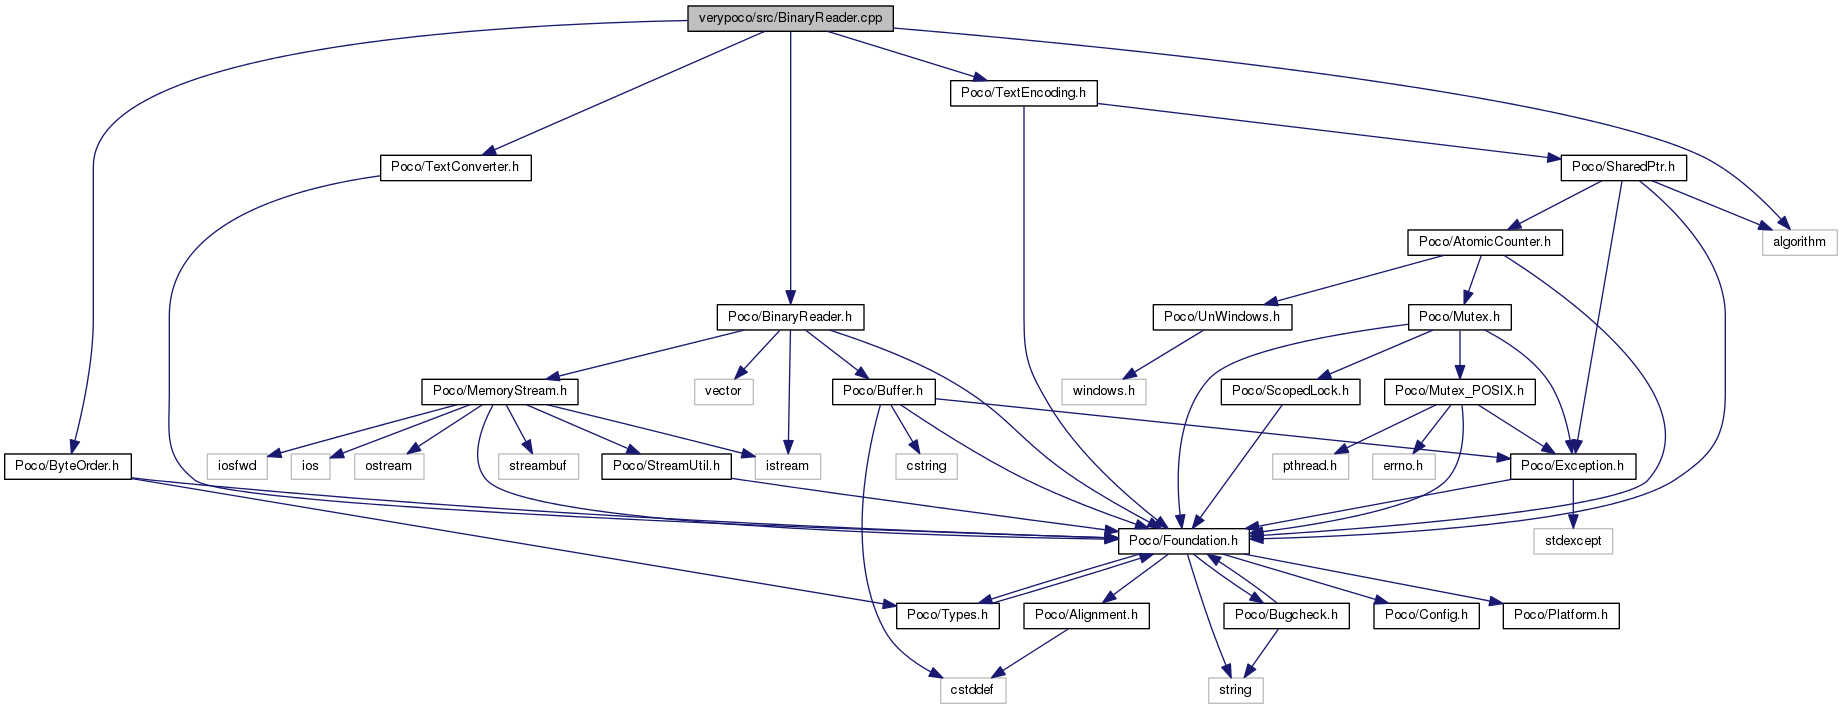 verypoco/src/BinaryReader.cpp
Poco/TextEncoding.h
Poco/TextConverter.h
Poco/SharedPtr.h
Poco/AtomicCounter.h
algorithm
Poco/BinaryReader.h
Poco/UnWindows.h
Poco/Mutex.h
Poco/MemoryStream.h
vector
Poco/Buffer.h
windows.h
Poco/ScopedLock.h
Poco/Mutex_POSIX.h
Poco/ByteOrder.h
iosfwd
ios
ostream
streambuf
Poco/StreamUtil.h
istream
cstring
pthread.h
errno.h
Poco/Exception.h
Poco/Foundation.h
stdexcept
Poco/Types.h
Poco/Alignment.h
Poco/Bugcheck.h
Poco/Config.h
Poco/Platform.h
cstddef
string